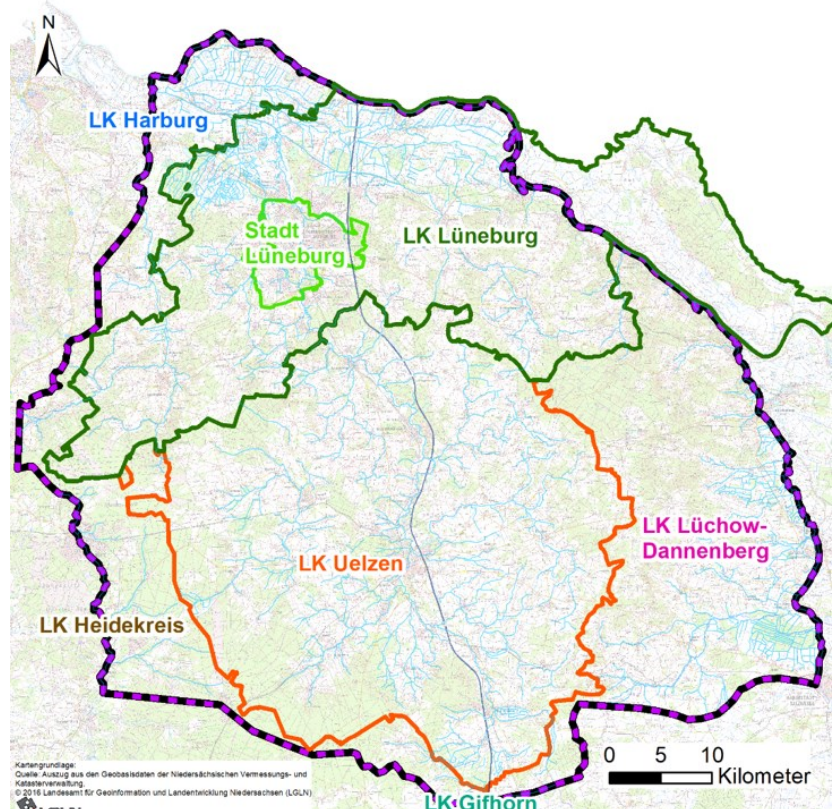 N
LK Harburg
Stadt
Lüneburg
LK Lüneburg
LK Lüchow-
Dannenberg
LK Uelzen
LK Heidekreis
0 5 10
Kilometer
Kartengrundlage:
Quelle: Auszug aus den Geobasisdaten der Niedersächsischen Vermessungs- und
Katasterverwaltung,
© 2016 Landesamt für Geoinformation und Landentwicklung Niedersachsen (LGLN)
LGLN
LK Gifhorn